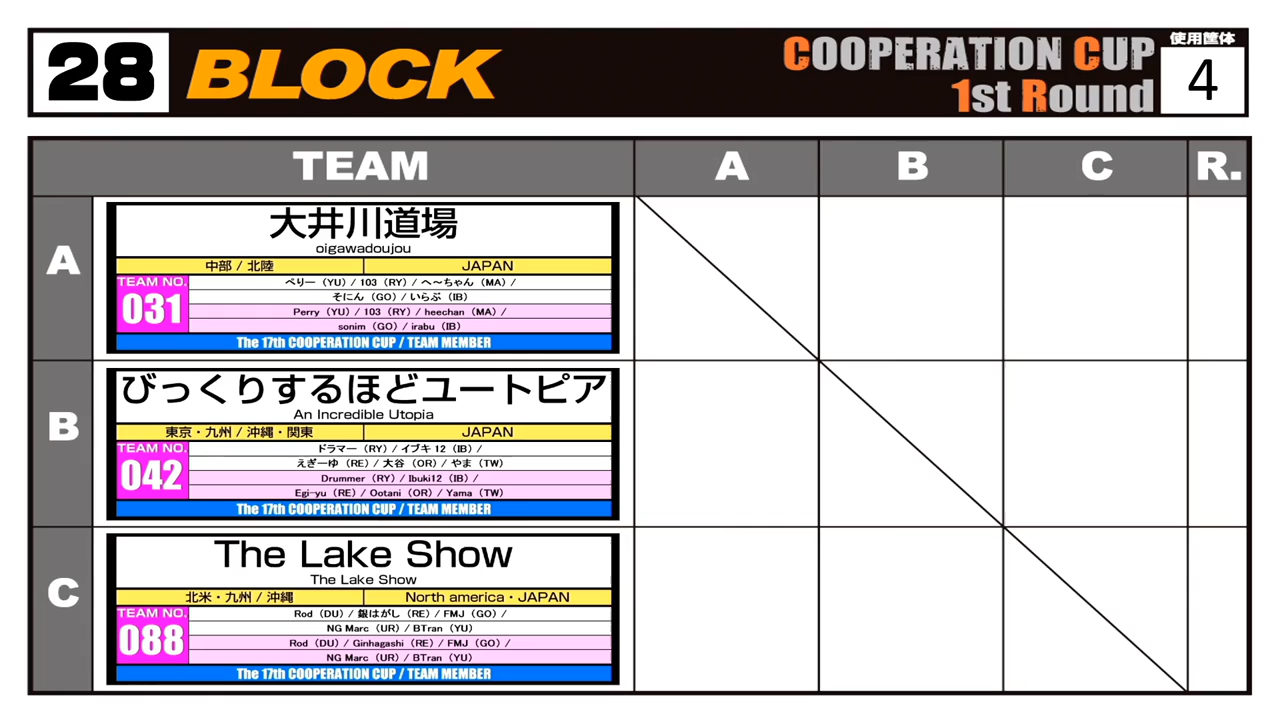 28 BLOCK
COOPERATION CUP
1st Round
使用筐体
4
TEAM A B C R.
A
大井川道場
oigawadoujou
中部 / 北陸 JAPAN
TEAM NO.
031
ペリー（YU）/ 103（RY）/ へ～ちゃん（MA）/
そにん（GO）/ いらぶ（IB）
Perry（YU）/ 103（RY）/ heechan（MA）/
sonim（GO）/ irabu（IB）
The 17th COOPERATION CUP / TEAM MEMBER
B
びっくりするほどユートピア
An Incredible Utopia
東京・九州 / 沖縄・関東 JAPAN
TEAM NO.
042
ドラマー（RY）/ イブキ12（IB）/
えぎーゆ（RE）/ 大谷（OR）/ やま（TW）
Drummer（RY）/ Ibuki12（IB）/
Egi-yu（RE）/ Ootani（OR）/ Yama（TW）
The 17th COOPERATION CUP / TEAM MEMBER
C
The Lake Show
The Lake Show
北米・九州 / 沖縄 North america・JAPAN
TEAM NO.
088
Rod（DU）/ 銀はがし（RE）/ FMJ（GO）/
NG Marc（UR）/ BTran（YU）
Rod（DU）/ Ginhagashi（RE）/ FMJ（GO）/
NG Marc（UR）/ BTran（YU）
The 17th COOPERATION CUP / TEAM MEMBER